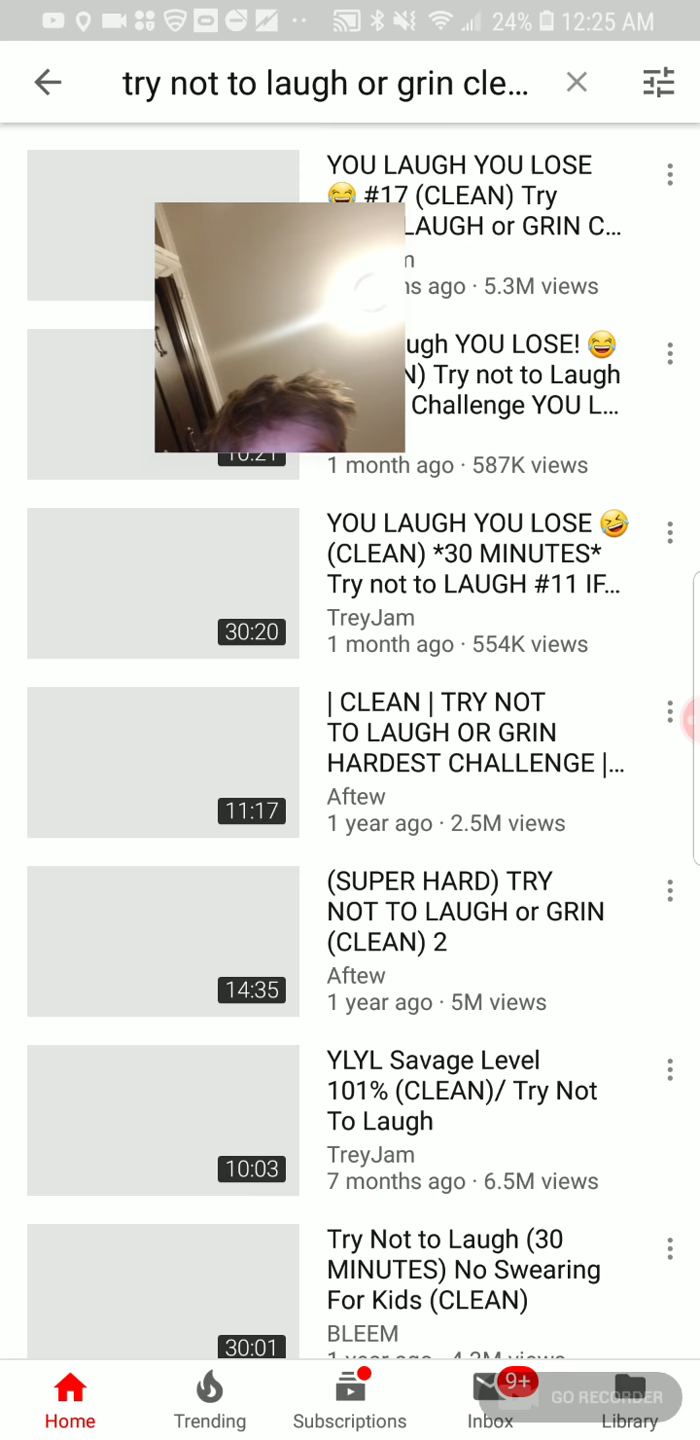 24% 12:25 AM
try not to laugh or grin cle...
YOU LAUGH YOU LOSE
😂 #17 (CLEAN) Try
LAUGH or GRIN C...
ago · 5.3M views
YOU LOSE! 😂
Try not to Laugh
Challenge YOU L...
10:21
1 month ago · 587K views
YOU LAUGH YOU LOSE 🤣
(CLEAN) *30 MINUTES*
Try not to LAUGH #11 IF...
30:20
TreyJam
1 month ago · 554K views
| CLEAN | TRY NOT
TO LAUGH OR GRIN
HARDEST CHALLENGE |...
Aftew
11:17
1 year ago · 2.5M views
(SUPER HARD) TRY
NOT TO LAUGH or GRIN
(CLEAN) 2
Aftew
14:35
1 year ago · 5M views
YLYL Savage Level
101% (CLEAN)/ Try Not
To Laugh
TreyJam
10:03
7 months ago · 6.5M views
Try Not to Laugh (30
MINUTES) No Swearing
For Kids (CLEAN)
BLEEM
30:01
9+
GO RECORDER
Home
Trending
Subscriptions
Inbox
Library